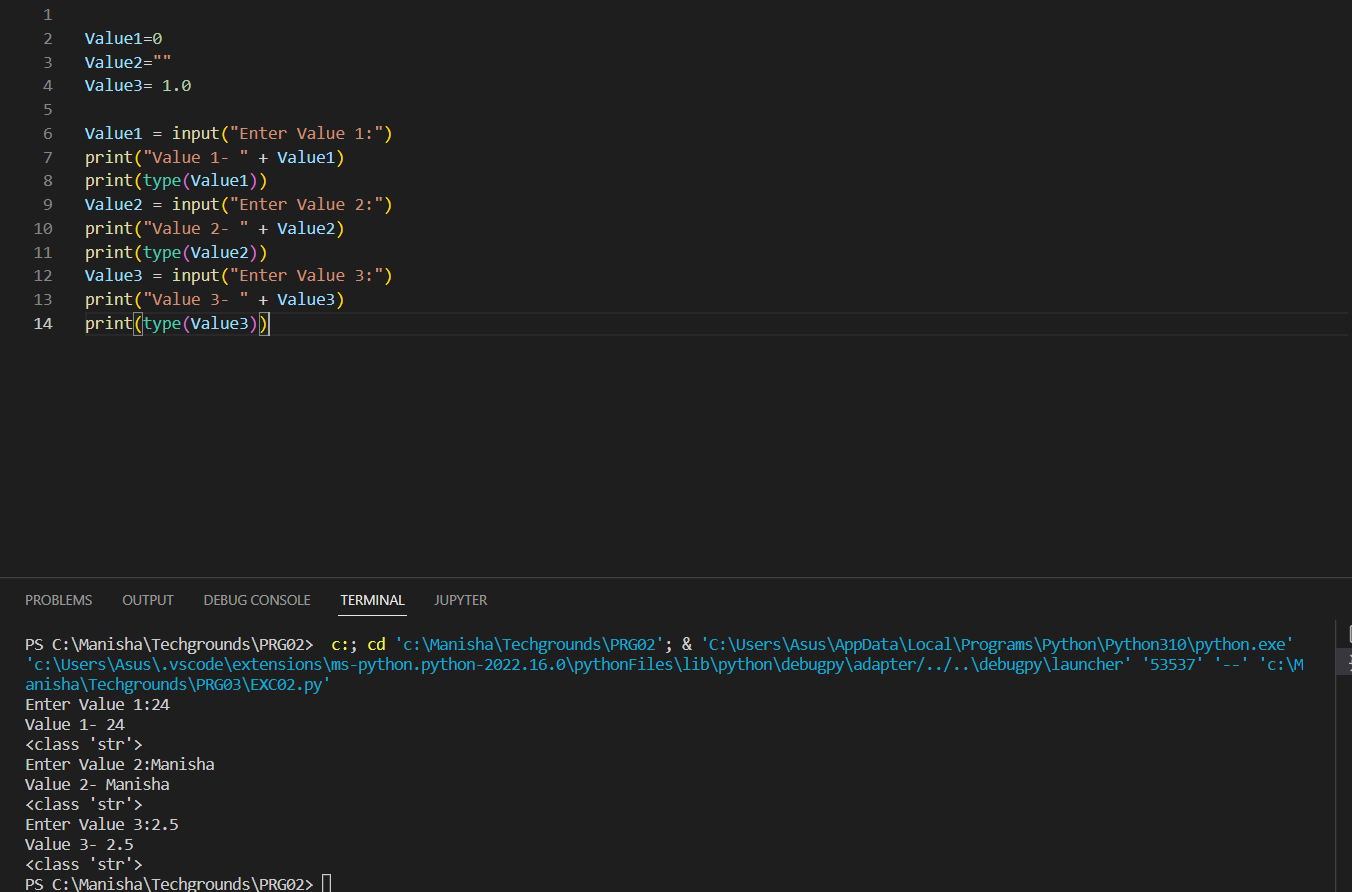 1
2 Value1=0
3 Value2=""
4 Value3= 1.0
5
6 Value1 = input("Enter Value 1:")
7 print("Value 1- " + Value1)
8 print(type(Value1))
9 Value2 = input("Enter Value 2:")
10 print("Value 2- " + Value2)
11 print(type(Value2))
12 Value3 = input("Enter Value 3:")
13 print("Value 3- " + Value3)
14 print(type(Value3))
PROBLEMS OUTPUT DEBUG CONSOLE TERMINAL JUPYTER
PS C:\Manisha\Techgrounds\PRG02>  c:; cd 'c:\Manisha\Techgrounds\PRG02'; & 'C:\Users\Asus\AppData\Local\Programs\Python\Python310\python.exe'
'c:\Users\Asus\.vscode\extensions\ms-python.python-2022.16.0\pythonFiles\lib\python\debugpy\adapter/../..\debugpy\launcher' '53537' '--' 'c:\M
anisha\Techgrounds\PRG03\EXC02.py'
Enter Value 1:24
Value 1- 24
<class 'str'>
Enter Value 2:Manisha
Value 2- Manisha
<class 'str'>
Enter Value 3:2.5
Value 3- 2.5
<class 'str'>
PS C:\Manisha\Techgrounds\PRG02>